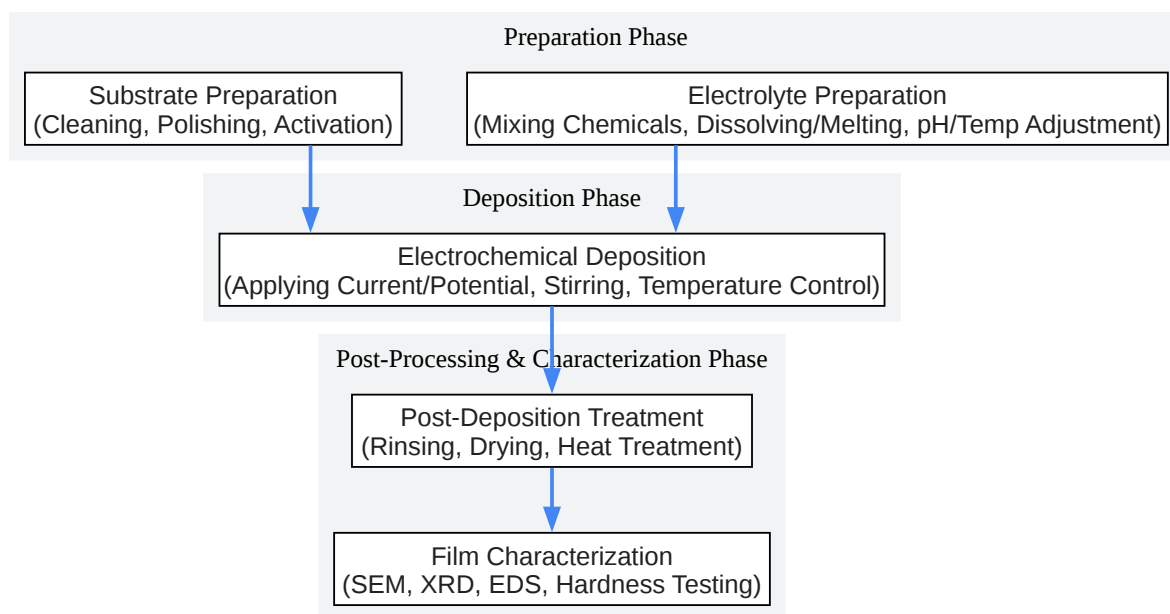 Preparation Phase
Substrate Preparation
(Cleaning, Polishing, Activation)
Electrolyte Preparation
(Mixing Chemicals, Dissolving/Melting, pH/Temp Adjustment)
Deposition Phase
Electrochemical Deposition
(Applying Current/Potential, Stirring, Temperature Control)
Post-Processing & Characterization Phase
Post-Deposition Treatment
(Rinsing, Drying, Heat Treatment)
Film Characterization
(SEM, XRD, EDS, Hardness Testing)